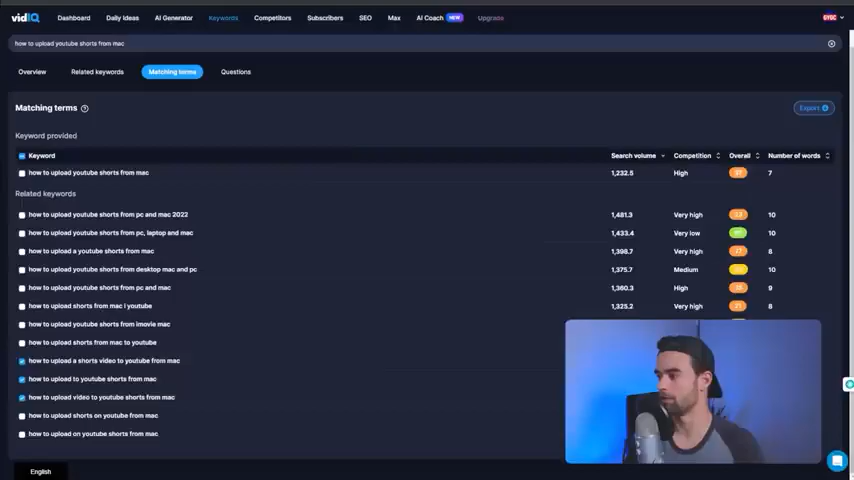 vidIQ Dashboard Daily Ideas AI Generator Keywords Competitors Subscribers SEO Max AI Coach NEW Upgrade
how to upload youtube shorts from mac
Overview Related keywords Matching terms Questions
Matching terms Export
Keyword provided
Keyword Search volume Competition Overall Number of words
how to upload youtube shorts from mac 1,232.5 High 7
Related keywords
how to upload youtube shorts from pc and mac 2022 1,481.3 Very high 10
how to upload youtube shorts from pc, laptop and mac 1,433.4 Very low 10
how to upload a youtube shorts from mac 1,398.7 Very high 8
how to upload youtube shorts from desktop mac and pc 1,375.7 Medium 10
how to upload youtube shorts from pc and mac 1,360.3 High 9
how to upload shorts from mac l youtube 1,325.2 Very high 8
how to upload youtube shorts from imovie mac
how to upload shorts from mac to youtube
how to upload a shorts video to youtube from mac
how to upload to youtube shorts from mac
how to upload video to youtube shorts from mac
how to upload shorts on youtube from mac
how to upload on youtube shorts from mac
English